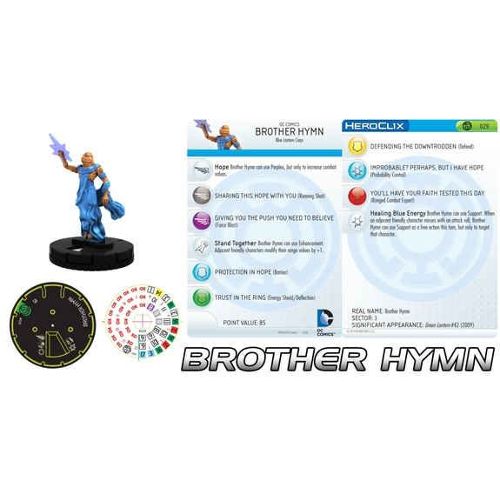 DC COMICS
BROTHER HYMN
Blue Lantern Corps
Hope Brother Hymn can use Perplex, but only to increase combat
values.
SHARING THIS HOPE WITH YOU (Running Shot)
GIVING YOU THE PUSH YOU NEED TO BELIEVE
(Force Blast)
Stand Together Brother Hymn can use Enhancement.
Adjacent friendly characters modify their range values by +1.
PROTECTION IN HOPE (Barrier)
TRUST IN THE RING (Energy Shield/Deflection)
POINT VALUE: 85
DC
COMICS
HEROCLIX
026
DEFENDING THE DOWNTRODDEN (Defend)
IMPROBABLE? PERHAPS, BUT I HAVE HOPE
(Probability Control)
YOU'LL HAVE YOUR FAITH TESTED THIS DAY
(Ranged Combat Expert)
Healing Blue Energy Brother Hymn can use Support. When
an adjacent friendly character misses with an attack roll, Brother
Hymn can use Support as a free action this turn, but only to target
that character.
REAL NAME: Brother Hymn
SECTOR: 3
SIGNIFICANT APPEARANCE: Green Lantern #42 (2009)
BROTHER HYMN